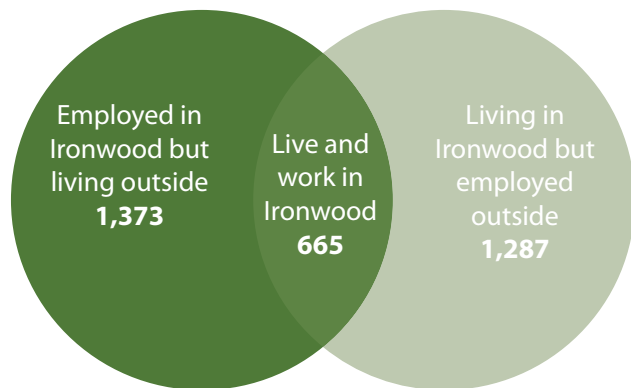 Employed in
Ironwood but
living outside
1,373
Live and
work in
Ironwood
665
Living in
Ironwood but
employed
outside
1,287